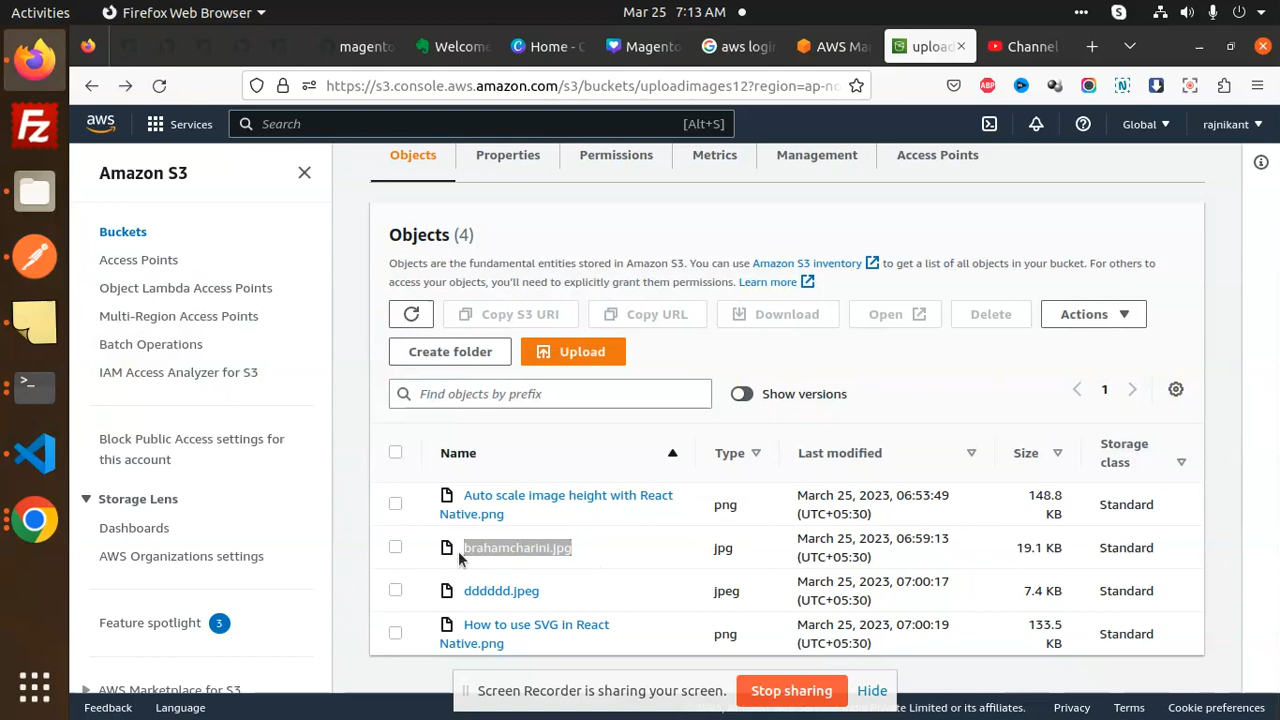 Activities
Firefox Web Browser
Mar 25 7:13 AM
magento
Welcome
Home - C
Magento
aws login
AWS Ma
upload
Channel
https://s3.console.aws.amazon.com/s3/buckets/uploadimages12?region=ap-no
aws
Services
Search
[Alt+S]
Global
rajnikant
Amazon S3
Buckets
Access Points
Object Lambda Access Points
Multi-Region Access Points
Batch Operations
IAM Access Analyzer for S3
Block Public Access settings for
this account
Storage Lens
Dashboards
AWS Organizations settings
Feature spotlight 3
AWS Marketplace for S3
Objects
Properties
Permissions
Metrics
Management
Access Points
Objects (4)
Objects are the fundamental entities stored in Amazon S3. You can use Amazon S3 inventory to get a list of all objects in your bucket. For others to
access your objects, you'll need to explicitly grant them permissions. Learn more
Copy S3 URI
Copy URL
Download
Open
Delete
Actions
Create folder
Upload
Find objects by prefix
Show versions
1
Name
Type
Last modified
Size
Storage
class
Auto scale image height with React
Native.png
png
March 25, 2023, 06:53:49
(UTC+05:30)
148.8
KB
Standard
brahamcharini.jpg
jpg
March 25, 2023, 06:59:13
(UTC+05:30)
19.1 KB
Standard
dddddd.jpeg
jpeg
March 25, 2023, 07:00:17
(UTC+05:30)
7.4 KB
Standard
How to use SVG in React
Native.png
png
March 25, 2023, 07:00:19
(UTC+05:30)
133.5
KB
Standard
Screen Recorder is sharing your screen.
Stop sharing
Hide
Feedback
Language
Private Limited or its affiliates.
Privacy
Terms
Cookie preferences